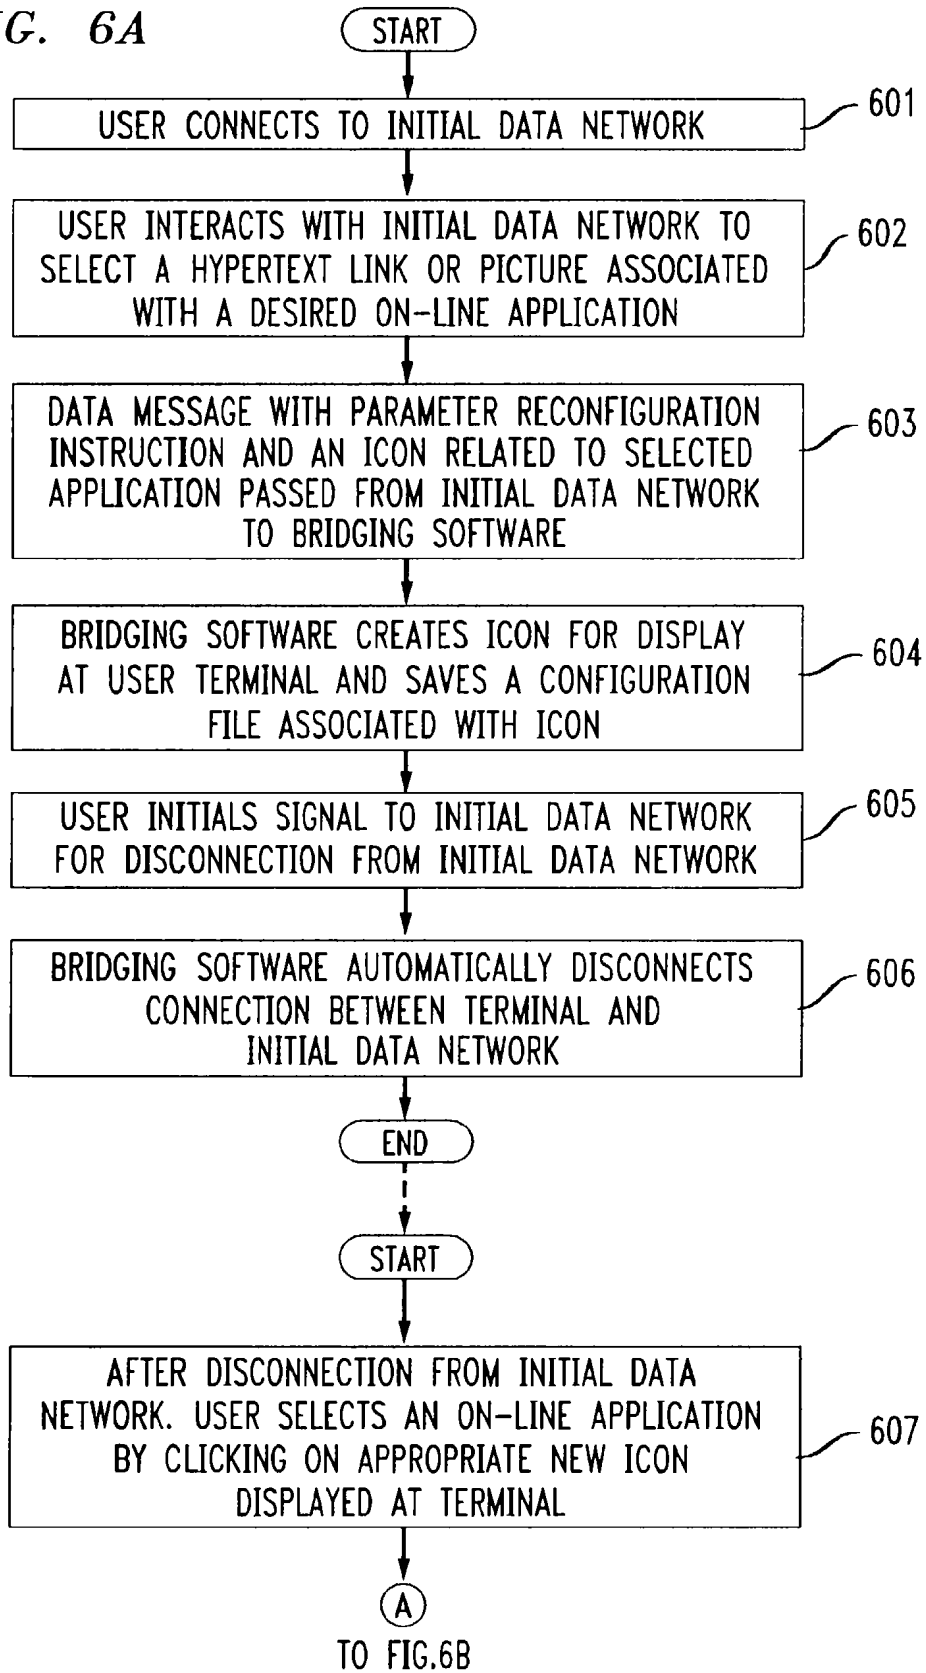 G. 6A
START
USER CONNECTS TO INITIAL DATA NETWORK
601
USER INTERACTS WITH INITIAL DATA NETWORK TO
SELECT A HYPERTEXT LINK OR PICTURE ASSOCIATED
WITH A DESIRED ON-LINE APPLICATION
602
DATA MESSAGE WITH PARAMETER RECONFIGURATION
INSTRUCTION AND AN ICON RELATED TO SELECTED
APPLICATION PASSED FROM INITIAL DATA NETWORK
TO BRIDGING SOFTWARE
603
BRIDGING SOFTWARE CREATES ICON FOR DISPLAY
AT USER TERMINAL AND SAVES A CONFIGURATION
FILE ASSOCIATED WITH ICON
604
USER INITIALS SIGNAL TO INITIAL DATA NETWORK
FOR DISCONNECTION FROM INITIAL DATA NETWORK
605
BRIDGING SOFTWARE AUTOMATICALLY DISCONNECTS
CONNECTION BETWEEN TERMINAL AND
INITIAL DATA NETWORK
606
END
START
AFTER DISCONNECTION FROM INITIAL DATA
NETWORK. USER SELECTS AN ON-LINE APPLICATION
BY CLICKING ON APPROPRIATE NEW ICON
DISPLAYED AT TERMINAL
607
A
TO FIG.6B